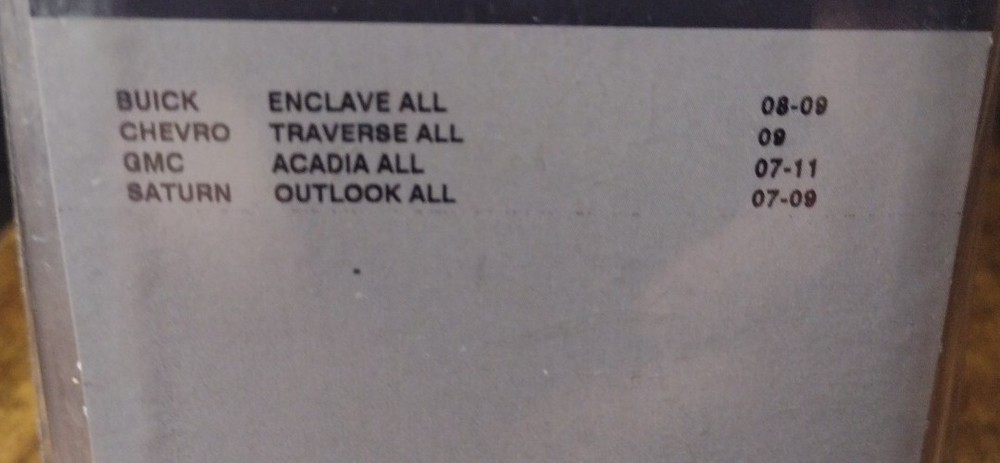 BUICK ENCLAVE ALL 08-09
CHEVRO TRAVERSE ALL 09
GMC ACADIA ALL 07-11
SATURN OUTLOOK ALL 07-09